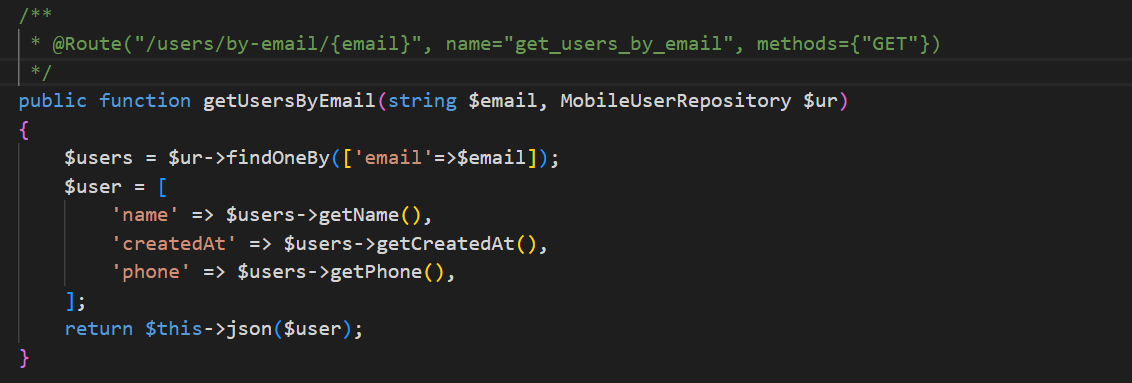 /**
 * @Route("/users/by-email/{email}", name="get_users_by_email", methods={"GET"})
 */
public function getUsersByEmail(string $email, MobileUserRepository $ur)
{
    $users = $ur->findOneBy(['email'=>$email]);
    $user = [
        'name' => $users->getName(),
        'createdAt' => $users->getCreatedAt(),
        'phone' => $users->getPhone(),
    ];
    return $this->json($user);
}